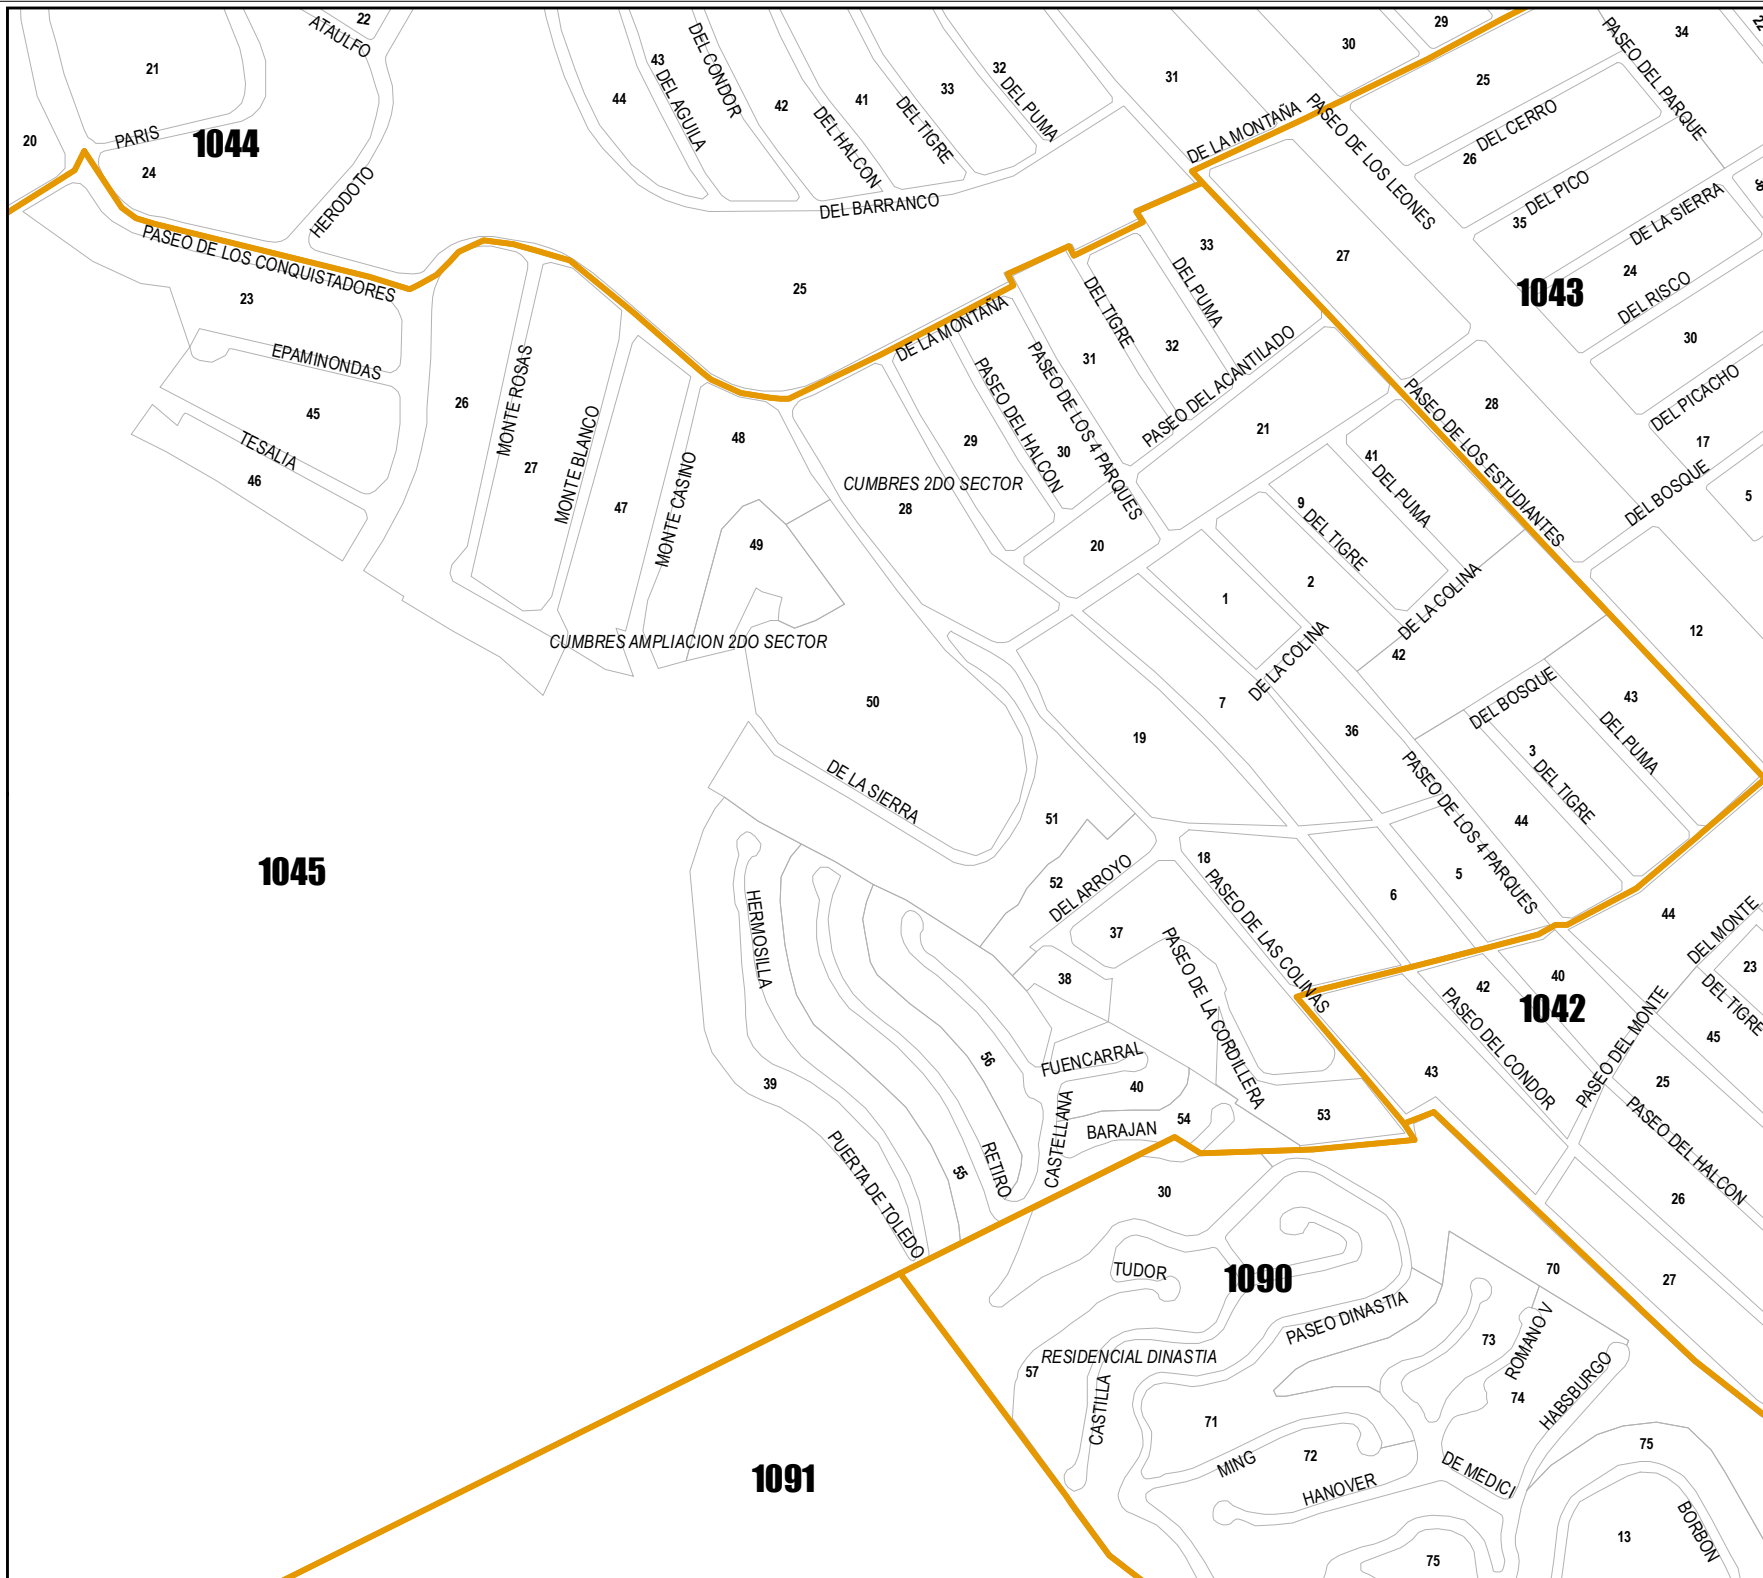 22
ATAULFO
21
43
DEL AGUILA
DEL CONDOR
44
42
DEL HALCON
41
DEL TIGRE
33
32
DEL PUMA
31
30
29
34
22
PASEO DEL PARQUE
25
DEL CERRO
26
DE LA MONTAÑA
PASEO DE LOS LEONES
20
PARIS
1044
24
HERODOTO
DEL BARRANCO
DEL PICO
35
DE LA SIERRA
36
24
DEL RISCO
1043
30
DEL PICACHO
17
DEL BOSQUE
5
PASEO DE LOS CONQUISTADORES
23
25
33
27
DEL PUMA
DEL TIGRE
32
31
DE LA MONTAÑA
PASEO DEL HALCON
PASEO DE LOS 4 PARQUES
PASEO DEL ACANTILADO
EPAMINONDAS
45
TESALIA
46
26
MONTE ROSAS
27
MONTE BLANCO
47
MONTE CASINO
48
49
29
30
CUMBRES 2DO SECTOR
28
21
28
PASEO DE LOS ESTUDIANTES
41
DEL PUMA
9
DEL TIGRE
20
1
2
DE LA COLINA
DE LA COLINA
42
12
CUMBRES AMPLIACION 2DO SECTOR
50
DE LA SIERRA
7
19
36
DEL BOSQUE
43
DEL PUMA
3
DEL TIGRE
PASEO DE LOS 4 PARQUES
44
51
1045
52
DEL ARROYO
18
PASEO DE LAS COLINAS
6
5
37
38
PASEO DE LA CORDILLERA
44
DEL MONTE
23
DEL TIGRE
40
42
1042
45
PASEO DEL CONDOR
PASEO DEL MONTE
43
25
PASEO DEL HALCON
26
27
HERMOSILLA
39
56
FUENCARRAL
40
CASTELLANA
BARAJAN
54
53
PUERTA DE TOLEDO
55
RETIRO
30
TUDOR
1090
70
PASEO DINASTIA
RESIDENCIAL DINASTIA
57
CASTILLA
73
ROMANO V
74
HABSBURGO
71
MING
72
HANOVER
DE MEDICI
75
1091
75
13
BORBON